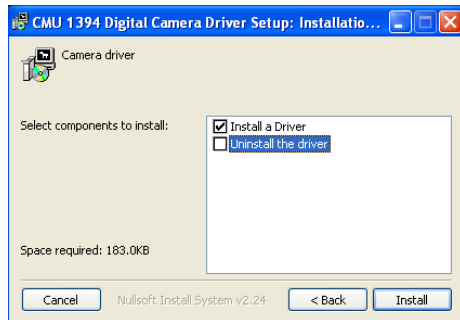 CMU 1394 Digital Camera Driver Setup: Installatio...
Camera driver
Select components to install:
Install a Driver
Uninstall the driver
Space required: 183.0KB
Cancel
Nullsoft Install System v2.24
< Back
Install